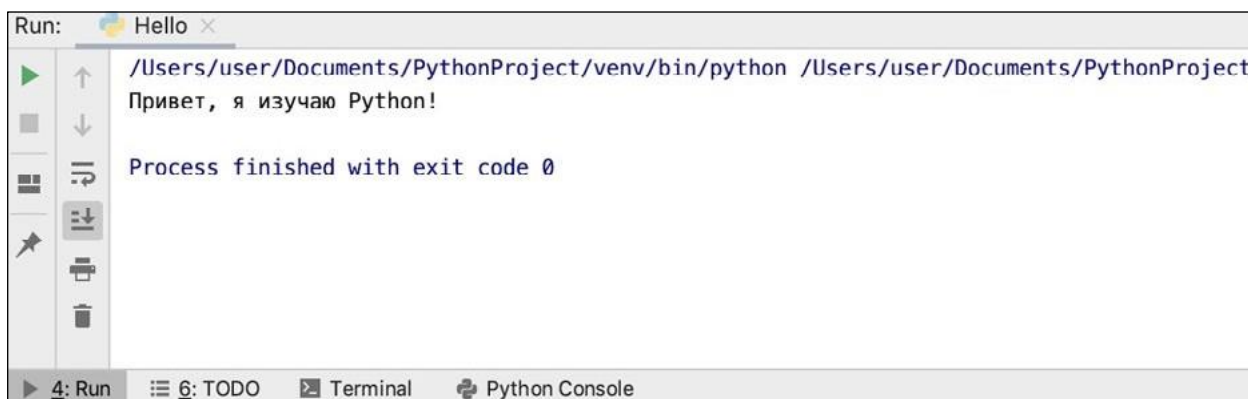 Run: Hello
/Users/user/Documents/PythonProject/venv/bin/python /Users/user/Documents/PythonProject
Привет, я изучаю Python!
Process finished with exit code 0
4: Run 6: TODO Terminal Python Console